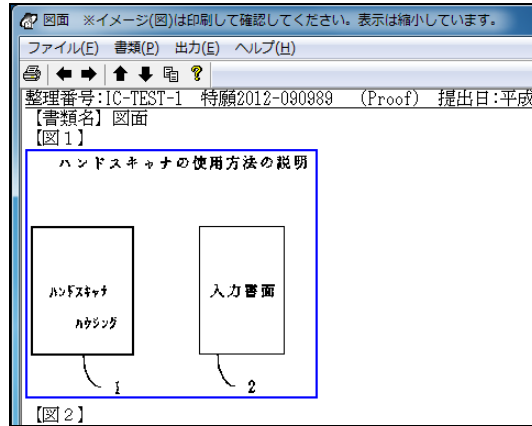 図面 ※イメージ(図)は印刷して確認してください。表示は縮小しています。
ファイル(F) 書類(P) 出力(E) ヘルプ(H)
整理番号:IC-TEST-1 特願2012-090989 (Proof) 提出日:平成
【書類名】図面
【図1】
ハンドスキャナの使用方法の説明
ハンドスキャナ
ハウジング
入力書面
1
2
【図2】